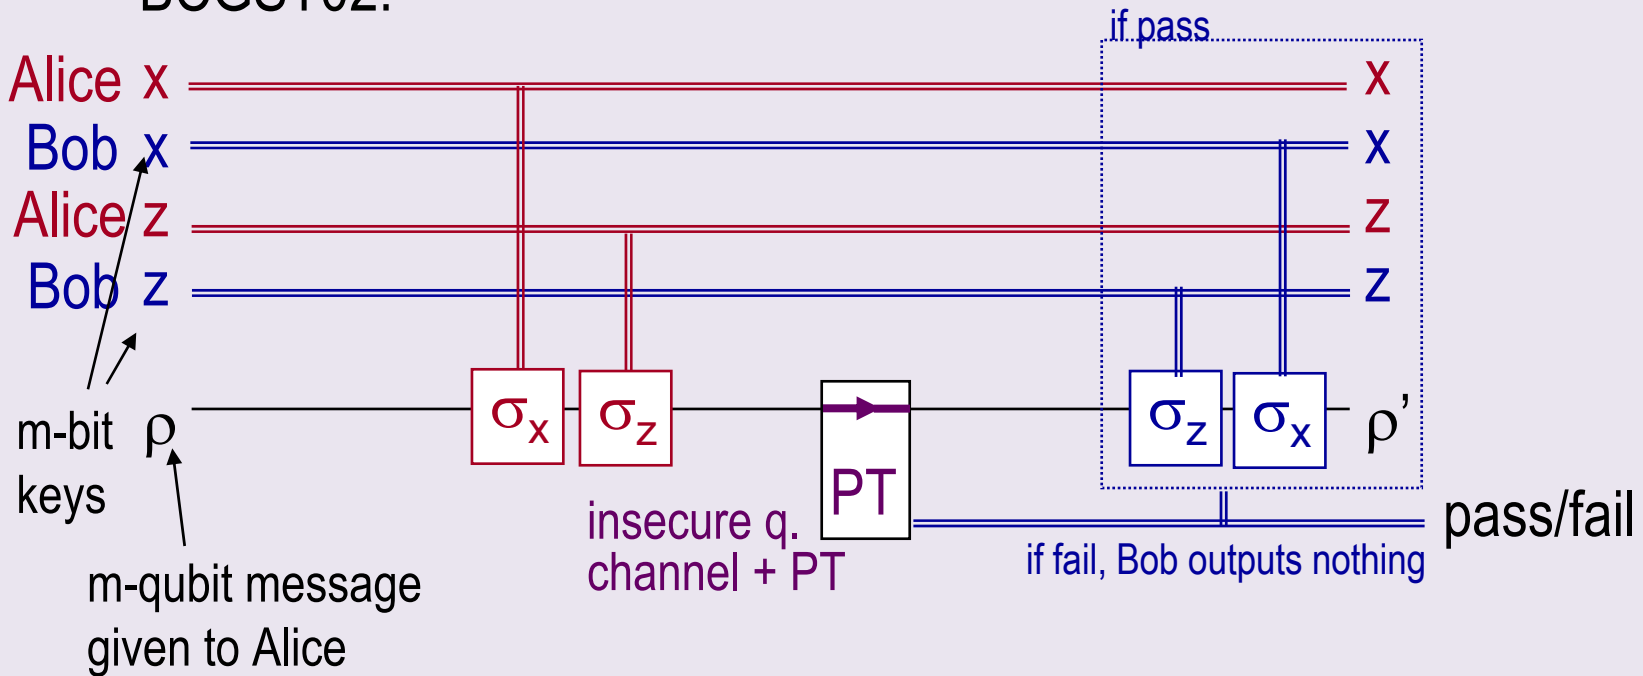 if pass
Alice x x
Bob x x
Alice z z
Bob z z
m-bit ρ σx σz PT σz σx ρ’
keys
insecure q.
channel + PT
pass/fail
if fail, Bob outputs nothing
m-qubit message
given to Alice